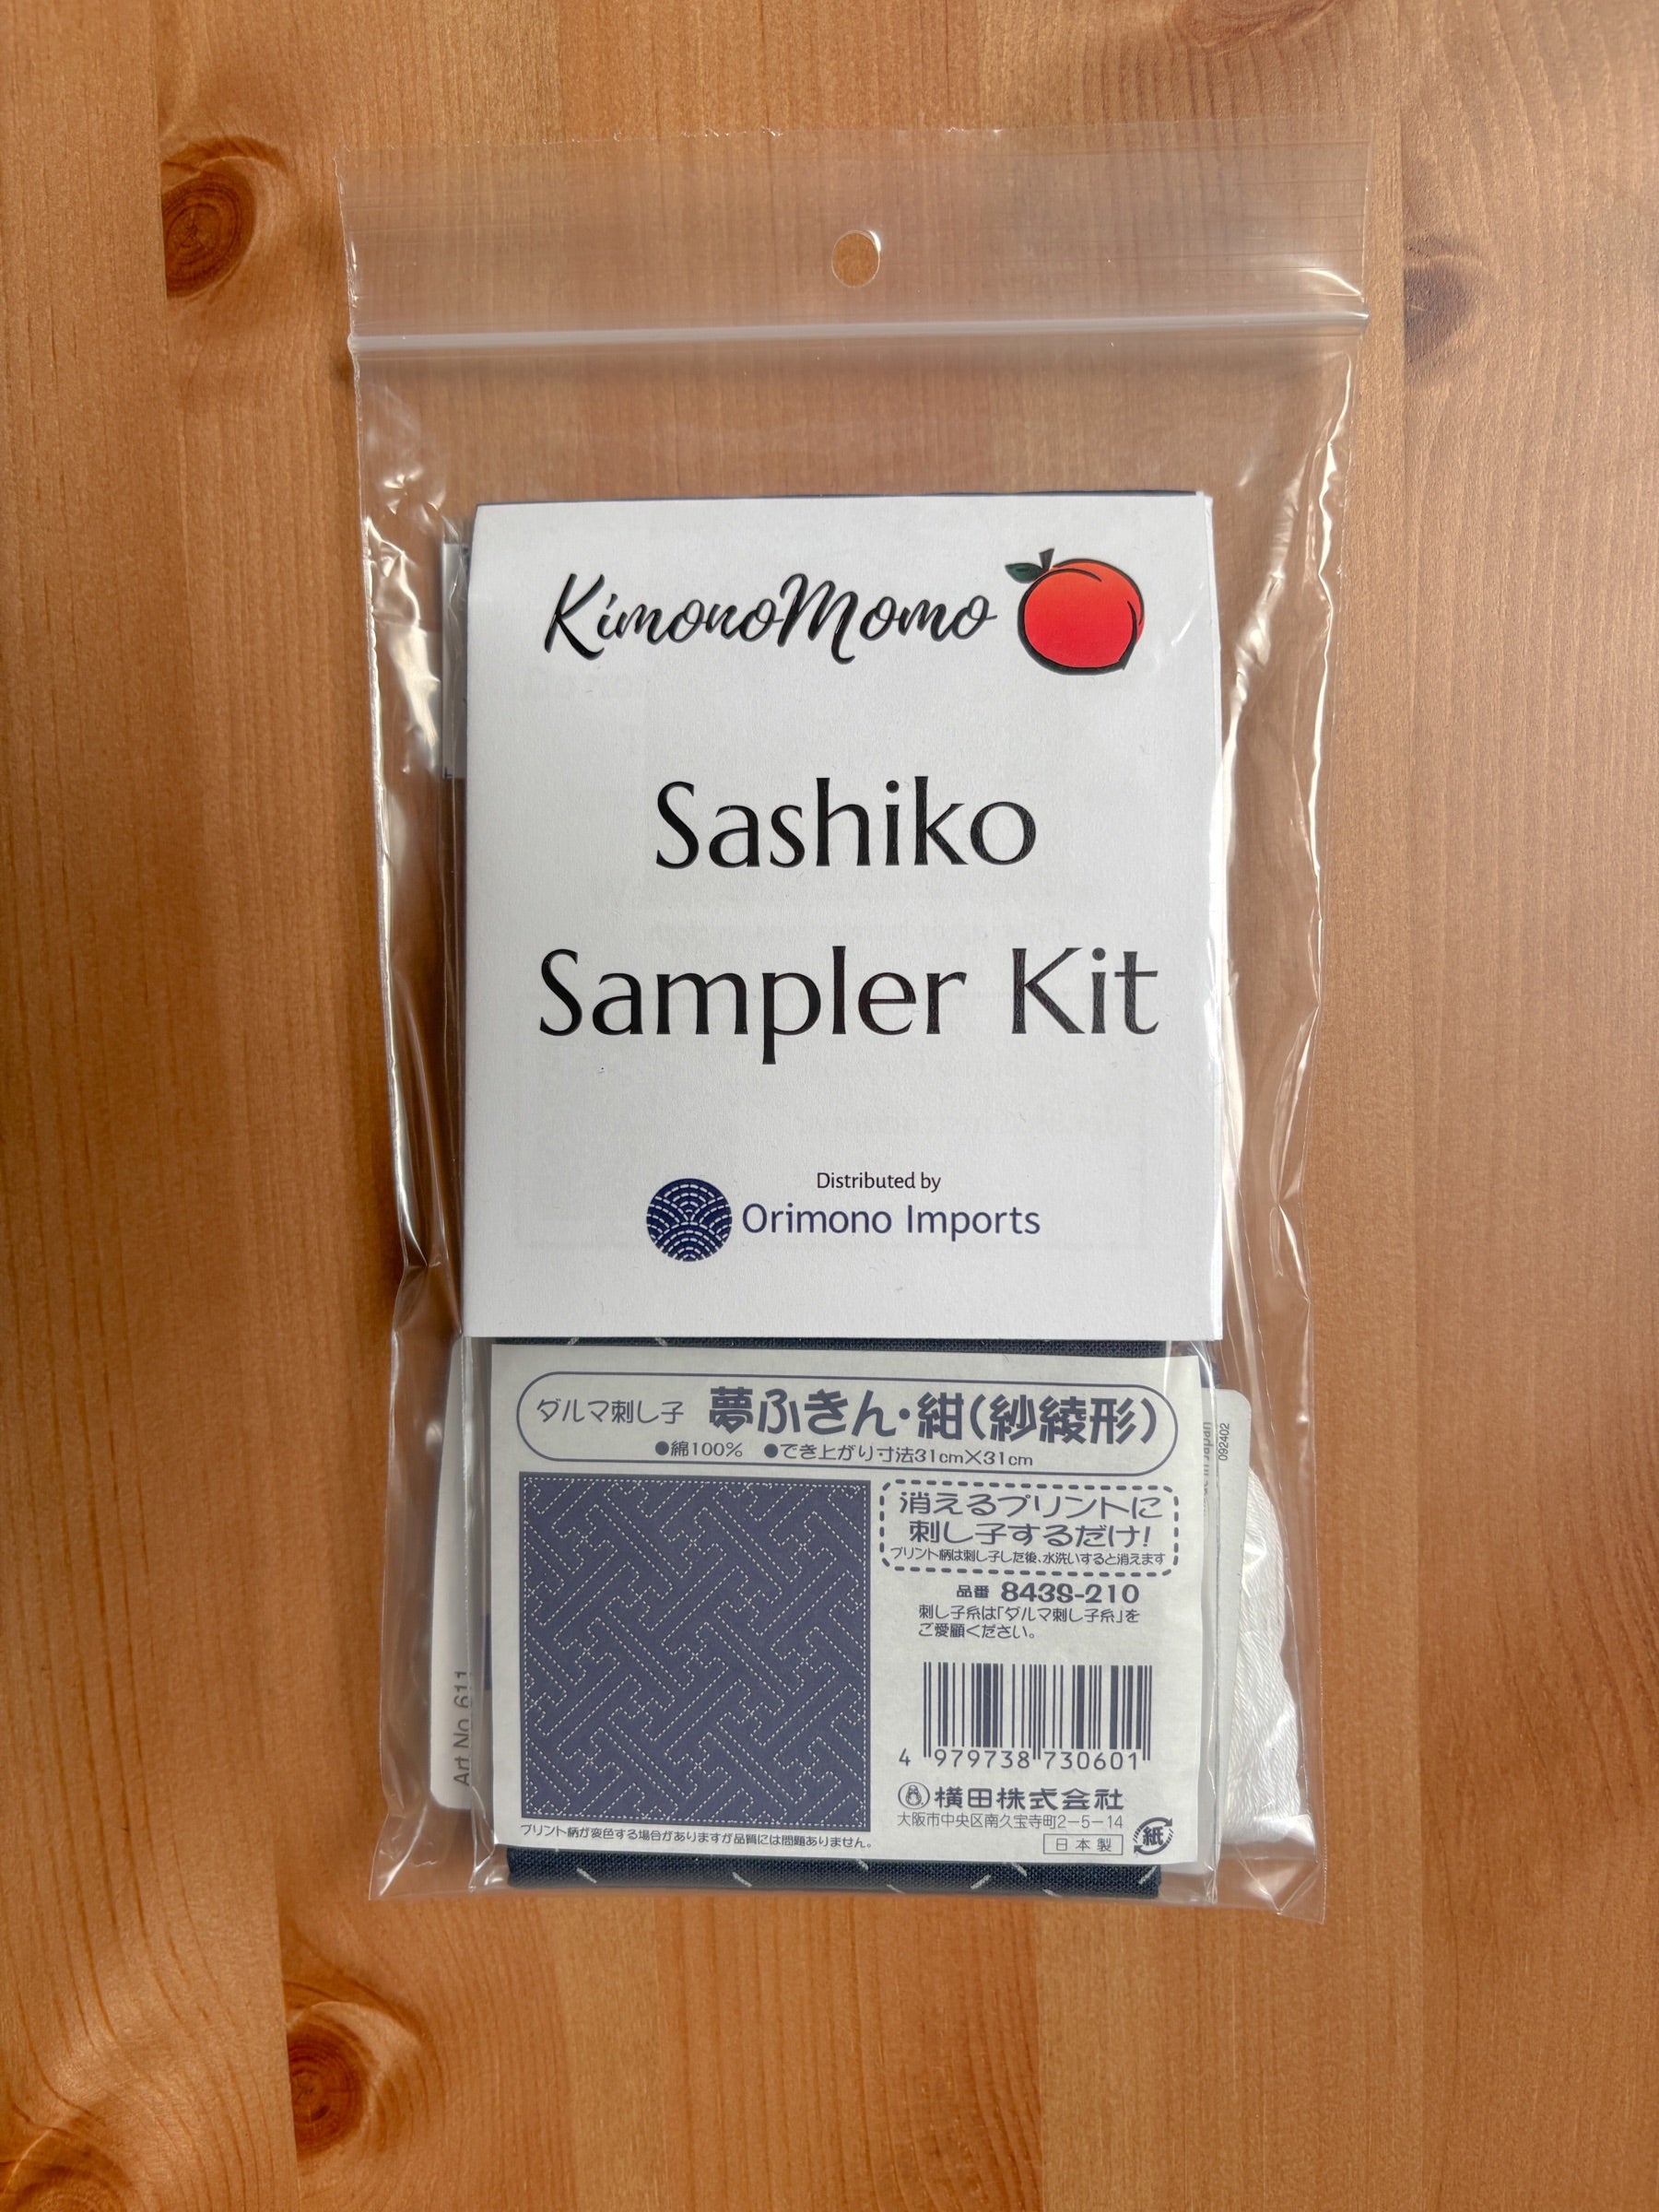 KimonoMomo
Sashiko
Sampler Kit
Distributed by
Orimono Imports
ダルマ刺し子 夢ふきん・紺(紗綾形)
●綿100% ●でき上がり寸法31cm×31cm
消えるプリントに
刺し子するだけ!
プリント柄は刺し子した後、水洗いすると消えます
品番 8439-210
刺し子糸は「ダルマ刺し子糸」を
ご愛顧ください。
4 979738 730601
横田株式会社
大阪市中央区南久宝寺町2-5-14
日本製
紙
プリント柄が変色する場合がありますが品質には問題ありません。
Art No. 611
in Japan
092402